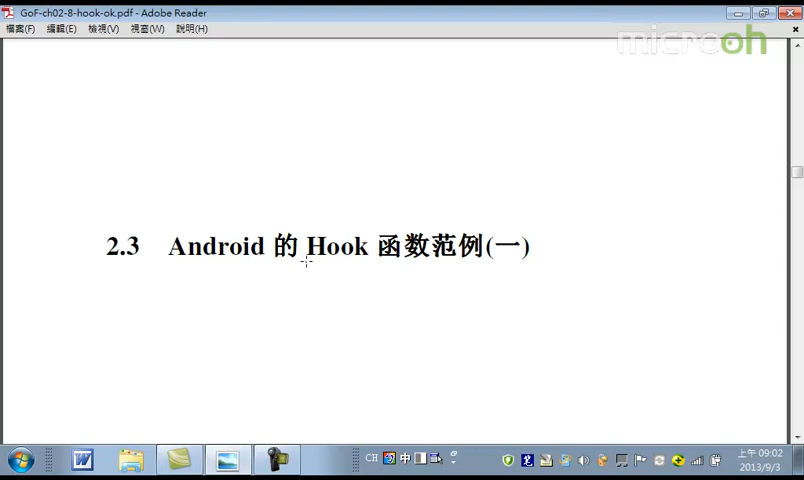 GoF-ch02-8-hook-ok.pdf - Adobe Reader
檔案(F) 編輯(E) 檢視(V) 視窗(W) 說明(H)
microoh
2.3 Android 的 Hook 函数范例(一)
CH 中
上午 09:02
2013/9/3